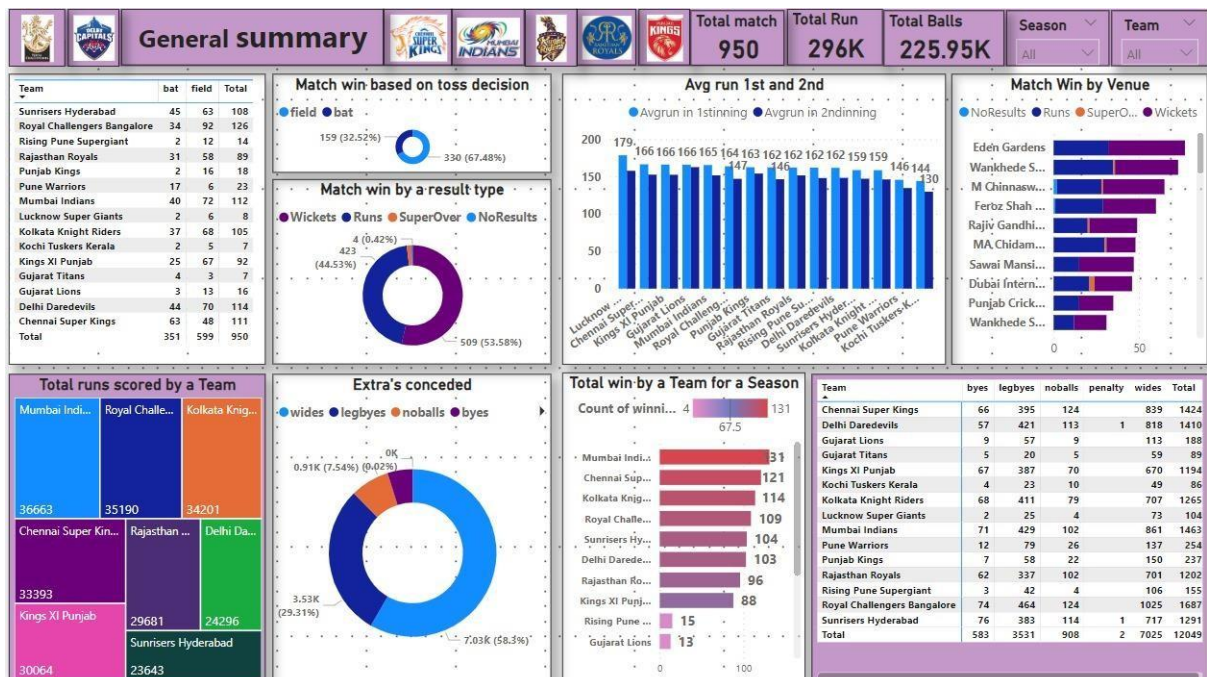 General summary
CHENNAI SUPER KINGS
MUMBAI INDIANS
RAJASTHAN ROYALS
KINGS
DELHI CAPITALS
Total match
950
Total Run
296K
Total Balls
225.95K
Season
All
Team
All
Team bat field Total
Sunrisers Hyderabad 45 63 108
Royal Challengers Bangalore 34 92 126
Rising Pune Supergiant 2 12 14
Rajasthan Royals 31 58 89
Punjab Kings 2 16 18
Pune Warriors 17 6 23
Mumbai Indians 40 72 112
Lucknow Super Giants 2 6 8
Kolkata Knight Riders 37 68 105
Kochi Tuskers Kerala 2 5 7
Kings XI Punjab 25 67 92
Gujarat Titans 4 3 7
Gujarat Lions 3 13 16
Delhi Daredevils 44 70 114
Chennai Super Kings 63 48 111
Total 351 599 950
Match win based on toss decision
field bat
159 (32.52%)
330 (67.48%)
Match win by a result type
Wickets Runs SuperOver NoResults
4 (0.42%)
423
(44.53%)
509 (53.58%)
Avg run 1st and 2nd
Avgrun in 1stinning Avgrun in 2ndinning
200
150
100
50
0
179 166 166 166 165 164 147 163 162 146 162 162 162 159 159 146 144 130
Lucknow ...
Chennai Super...
Kings XI Punjab
Gujarat Lions
Mumbai Indians
Royal Challeng...
Punjab Kings
Gujarat Titans
Rajasthan Royals
Rising Pune Su...
Delhi Daredevils
Sunrisers Hyder...
Kolkata Knight ...
Pune Warriors
Kochi Tuskers K...
Match Win by Venue
NoResults Runs SuperO... Wickets
Eden Gardens
Wankhede S...
M Chinnasw...
Feroz Shah ...
Rajiv Gandhi...
MA Chidam...
Sawai Mansi...
Dubai Intern...
Punjab Crick...
Wankhede S...
0 50
Total runs scored by a Team
Mumbai Indi...
36663
Royal Challe...
35190
Kolkata Knig...
34201
Chennai Super Kin...
33393
Rajasthan ...
29681
Delhi Da...
24296
Kings XI Punjab
30064
Sunrisers Hyderabad
23643
Extra's conceded
wides legbyes noballs byes
0K
(0.02%)
0.91K (7.54%)
3.53K
(29.31%)
7.03K (58.3%)
Total win by a Team for a Season
Count of winni... 4 131
67.5
Mumbai Indi... 131
Chennai Sup... 121
Kolkata Knig... 114
Royal Challe... 109
Sunrisers Hy... 104
Delhi Darede... 103
Rajasthan Ro... 96
Kings XI Punj... 88
Rising Pune ... 15
Gujarat Lions 13
0 100
Team byes legbyes noballs penalty wides Total
Chennai Super Kings 66 395 124 839 1424
Delhi Daredevils 57 421 113 1 818 1410
Gujarat Lions 9 57 9 113 188
Gujarat Titans 5 20 5 59 89
Kings XI Punjab 67 387 70 670 1194
Kochi Tuskers Kerala 4 23 10 49 86
Kolkata Knight Riders 68 411 79 707 1265
Lucknow Super Giants 2 25 4 73 104
Mumbai Indians 71 429 102 861 1463
Pune Warriors 12 79 26 137 254
Punjab Kings 7 58 22 150 237
Rajasthan Royals 62 337 102 701 1202
Rising Pune Supergiant 3 42 4 106 155
Royal Challengers Bangalore 74 464 124 1025 1687
Sunrisers Hyderabad 76 383 114 1 717 1291
Total 583 3531 908 2 7025 12049